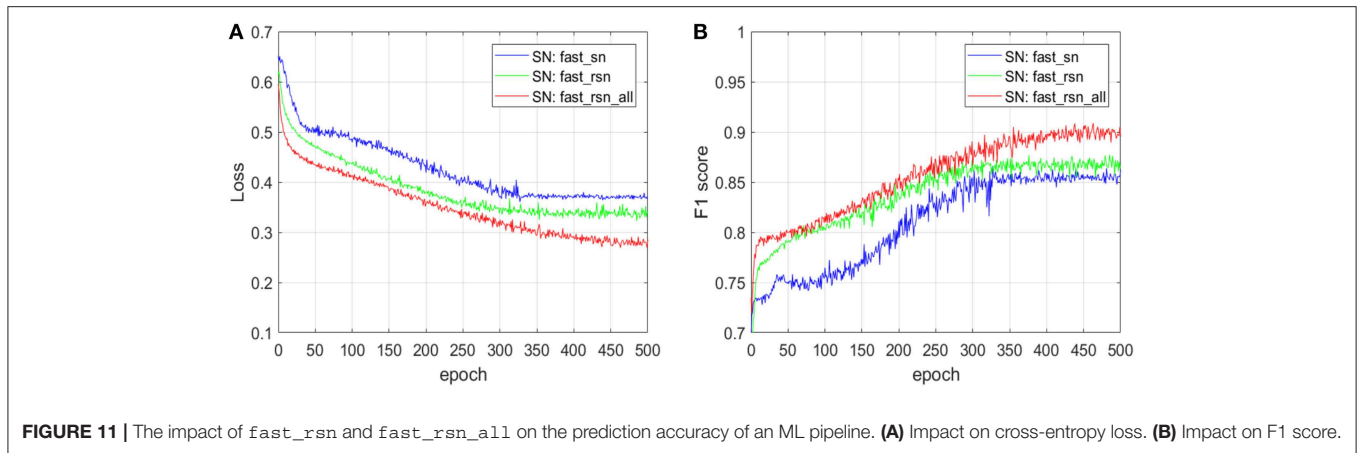 A
0.7
0.6
0.5
0.4
0.3
0.2
0.1
Loss
0 50 100 150 200 250 300 350 400 450 500
epoch
SN: fast_sn
SN: fast_rsn
SN: fast_rsn_all
B
1
0.95
0.9
0.85
0.8
0.75
0.7
F1 score
0 50 100 150 200 250 300 350 400 450 500
epoch
SN: fast_sn
SN: fast_rsn
SN: fast_rsn_all
FIGURE 11 | The impact of fast_rsn and fast_rsn_all on the prediction accuracy of an ML pipeline. (A) Impact on cross-entropy loss. (B) Impact on F1 score.